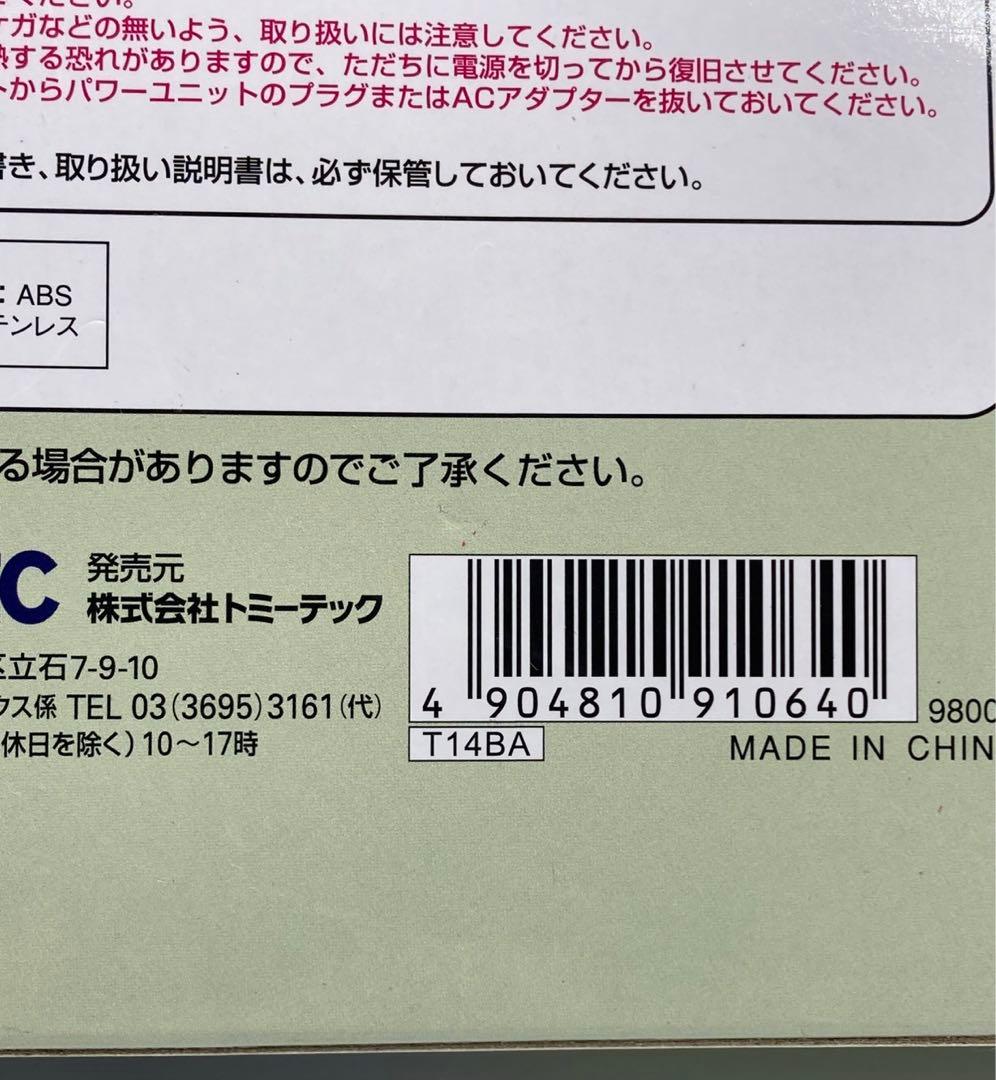 ください。
ケガなどの無いよう、取り扱いには注意してください。
熱する恐れがありますので、ただちに電源を切ってから復旧させてください。
トからパワーユニットのプラグまたはACアダプターを抜いておいてください。
書き、取り扱い説明書は、必ず保管しておいてください。
: ABS
テンレス
る場合がありますのでご了承ください。
C 発売元
株式会社トミーテック
区立石7-9-10
クス係 TEL 03(3695)3161(代)
休日を除く)10〜17時
4 904810 910640
9800
T14BA
MADE IN CHIN